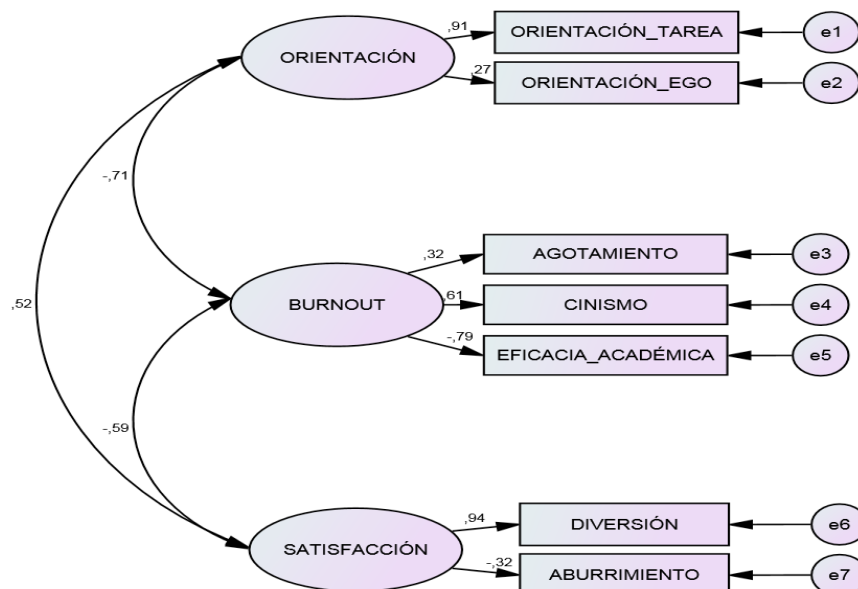 ,91
ORIENTACIÓN_TAREA
e1
ORIENTACIÓN
,27
ORIENTACIÓN_EGO
e2
-,71
,32
AGOTAMIENTO
e3
,52
BURNOUT
,61
CINISMO
e4
-,79
EFICACIA_ACADÉMICA
e5
-,59
,94
DIVERSIÓN
e6
SATISFACCIÓN
-,32
ABURRIMIENTO
e7